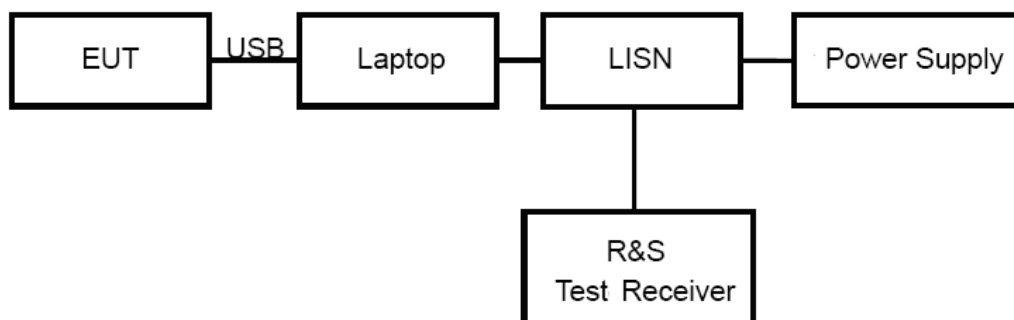 EUT
USB
Laptop
LISN
Power Supply
R&S
Test Receiver